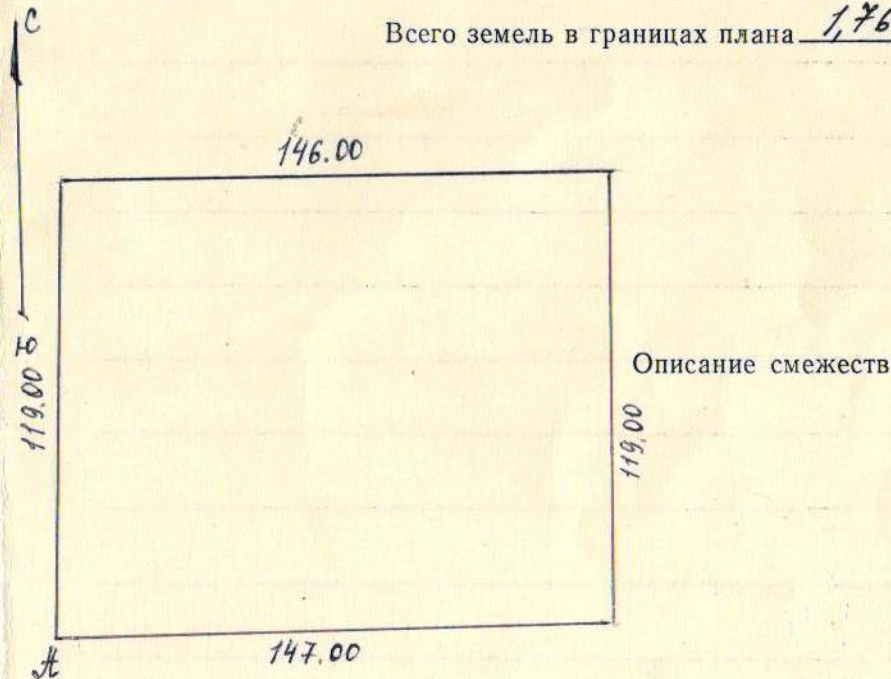 С
Всего земель в границах плана 1,76
146.00
Ю
119.00
Описание смежеств
119,00
А
147.00